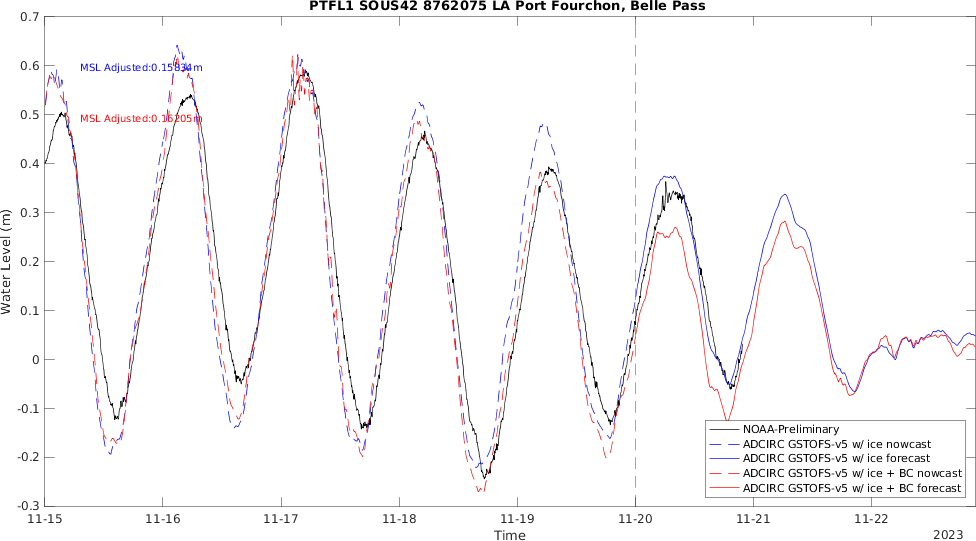 PTFL1 SOUS42 8762075 LA Port Fourchon, Belle Pass
0.7
0.6
0.5
0.4
0.3
0.2
0.1
0
-0.1
-0.2
-0.3
Water Level (m)
MSL Adjusted:0.15834m
MSL Adjusted:0.16205m
NOAA-Preliminary
ADCIRC GSTOFS-v5 w/ ice nowcast
ADCIRC GSTOFS-v5 w/ ice forecast
ADCIRC GSTOFS-v5 w/ ice + BC nowcast
ADCIRC GSTOFS-v5 w/ ice + BC forecast
11-15 11-16 11-17 11-18 11-19 11-20 11-21 11-22
Time
2023